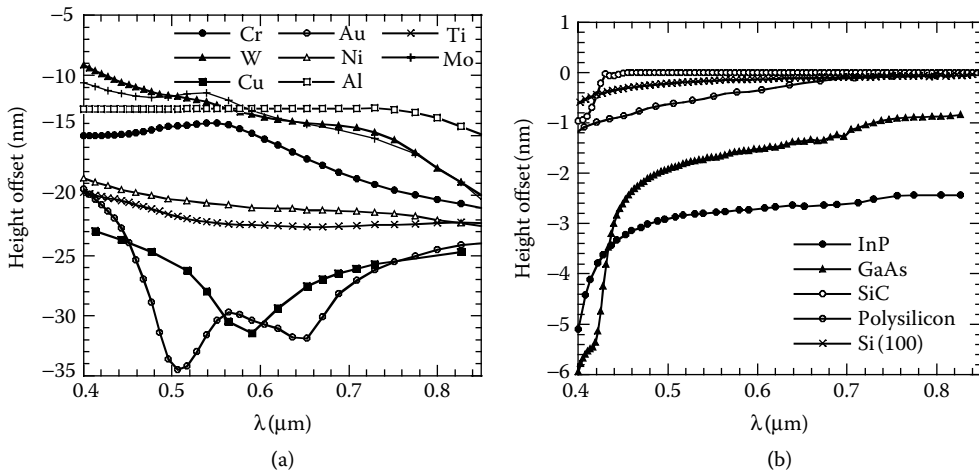 −5
−10
−15
−20
−25
−30
−35
Height offset (nm)
Cr Au Ti
W Ni Mo
Cu Al
0.4 0.5 0.6 0.7 0.8
λ (μm)
(a)
1
0
−1
−2
−3
−4
−5
−6
Height offset (nm)
InP
GaAs
SiC
Polysilicon
Si (100)
0.4 0.5 0.6 0.7 0.8
λ (μm)
(b)